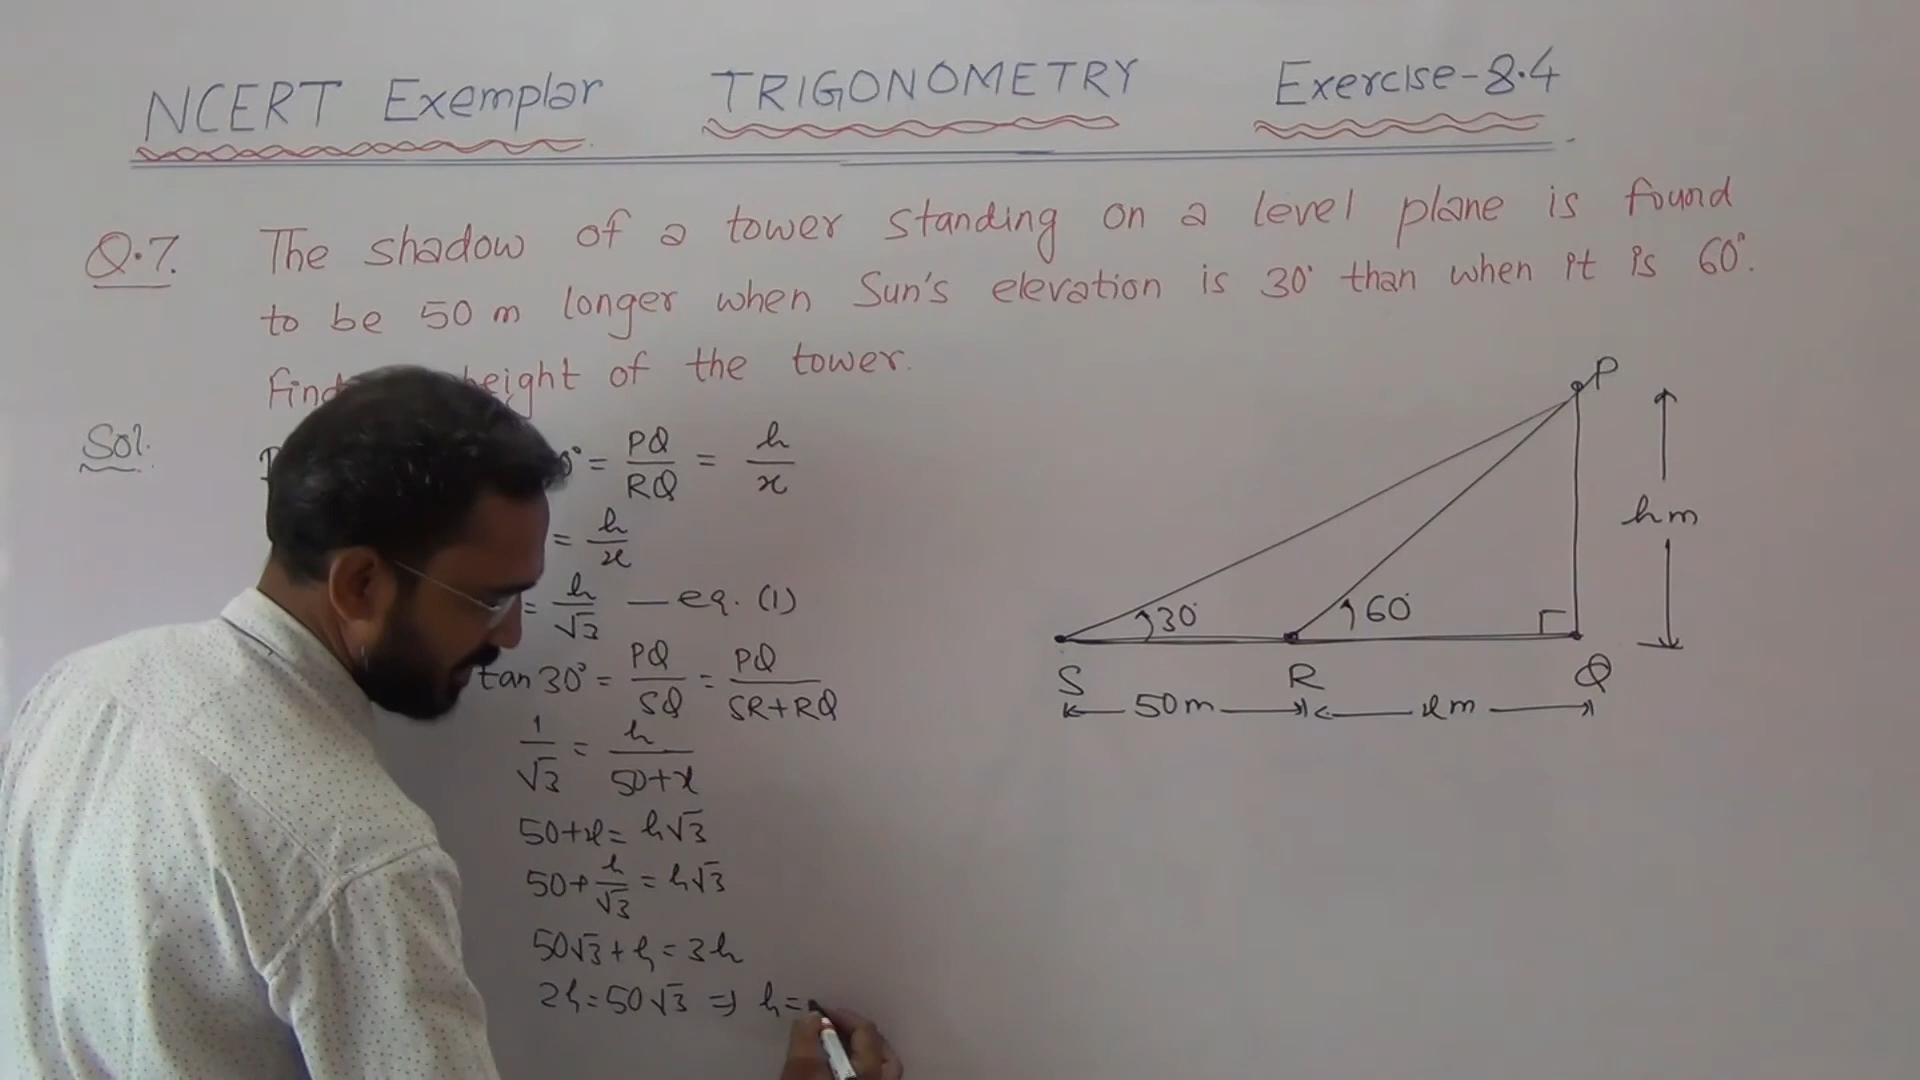 NCERT Exemplar TRIGONOMETRY Exercise-8.4
Q.7. The shadow of a tower standing on a level plane is found
to be 50 m longer when Sun's elevation is 30° than when it is 60°.
Find height of the tower.
Sol.
° = PQ/RQ = h/x
= h/x
= h/√3 — eq. (1)
tan 30° = PQ/SQ = PQ/SR+RQ
1/√3 = h/50+x
50+x = h√3
50+h/√3 = h√3
50√3 + h = 3h
2h = 50√3 ⇒ h =
P
h m
30°
60°
S R Q
50 m x m